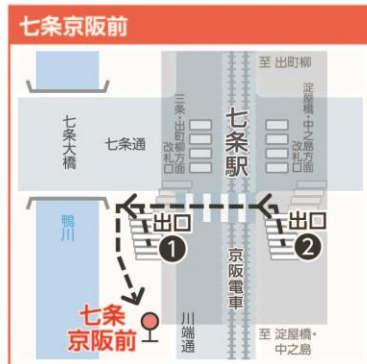 七条京阪前
至 出町柳
七条大橋
七条通
三条・出町柳方面
改札口
七条駅
淀屋橋・中之島方面
改札口
鴨川
出口
1
出口
2
京阪電車
七条
京阪前
川端通
至 淀屋橋・
中之島